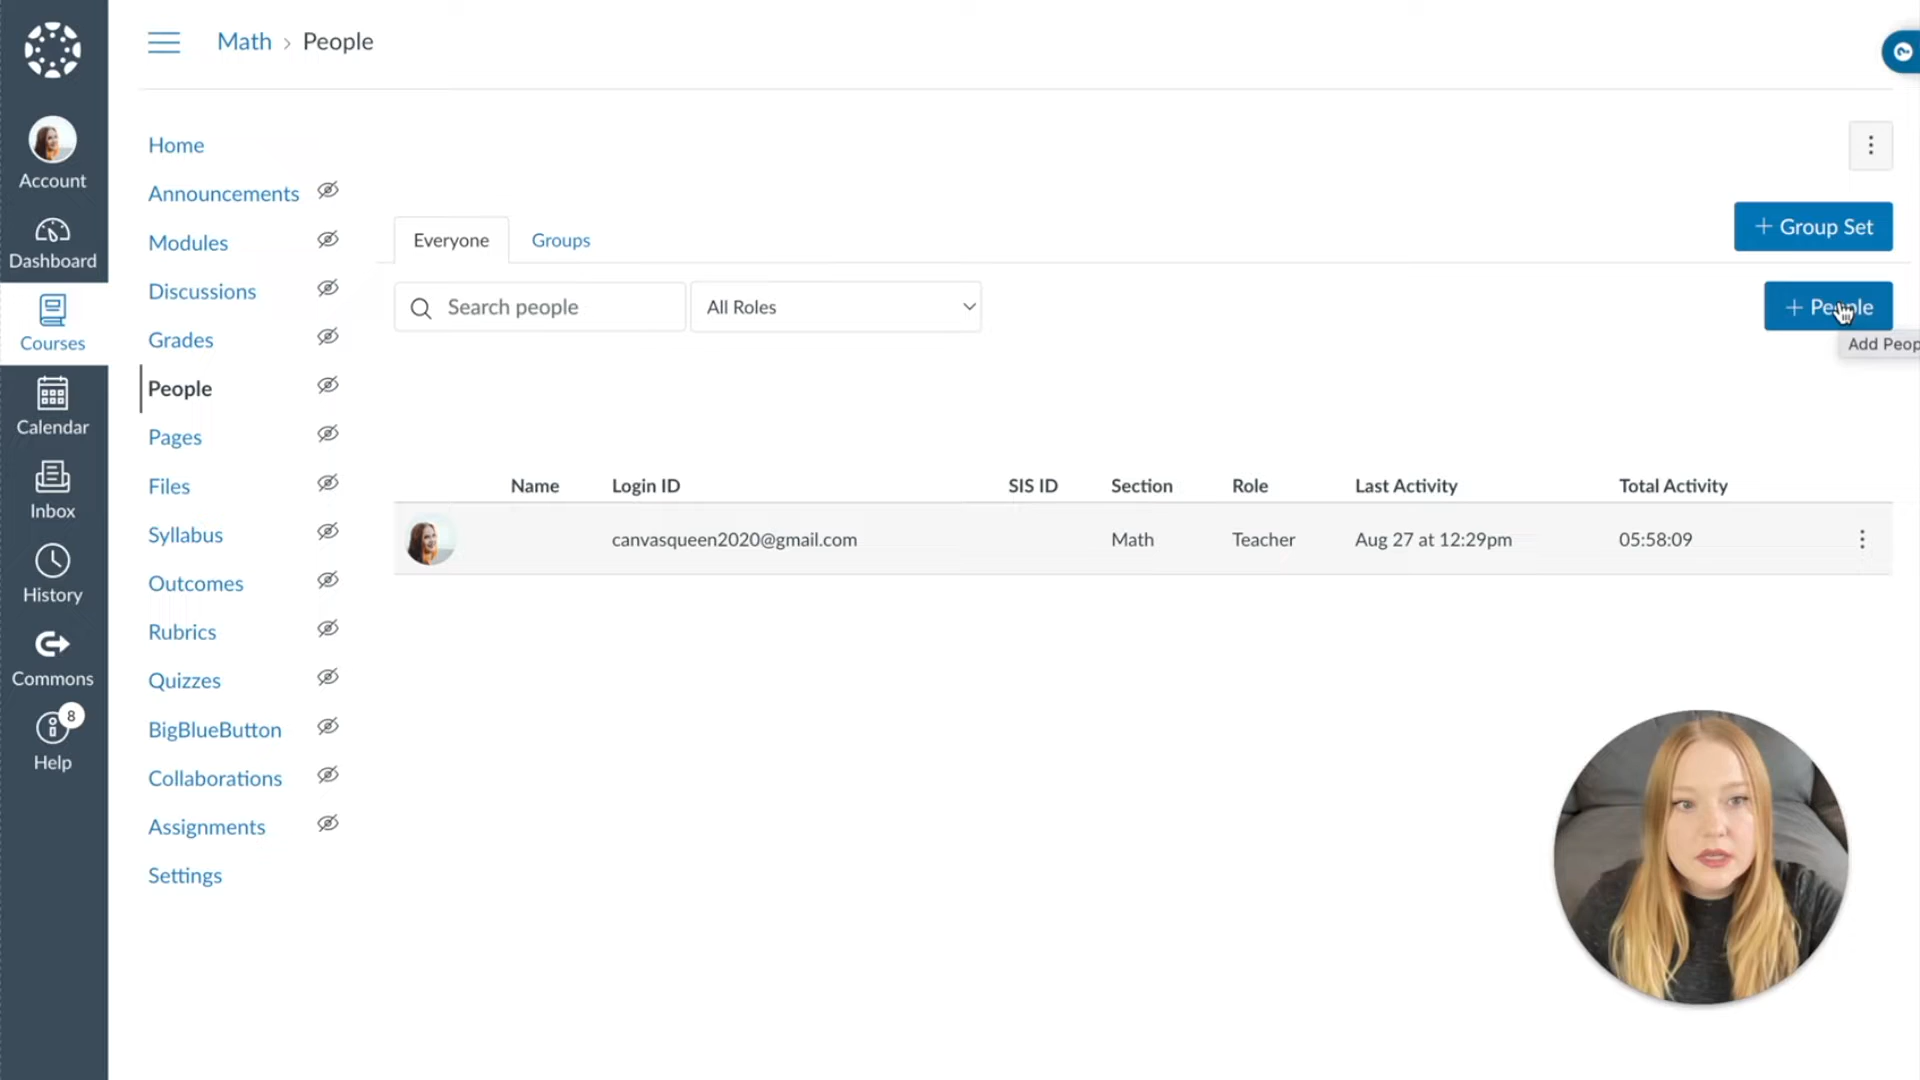 Math › People
Account
Dashboard
Courses
Calendar
Inbox
History
Commons
8
Help
Home
Announcements
Modules
Discussions
Grades
People
Pages
Files
Syllabus
Outcomes
Rubrics
Quizzes
BigBlueButton
Collaborations
Assignments
Settings
+ Group Set
Everyone Groups
Search people All Roles + People
Add Peop
Name Login ID SIS ID Section Role Last Activity Total Activity
canvasqueen2020@gmail.com Math Teacher Aug 27 at 12:29pm 05:58:09